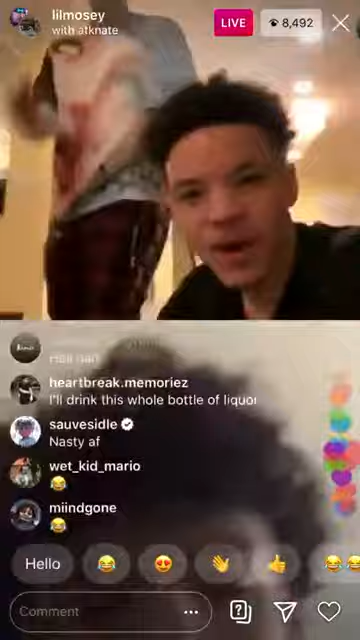 lilmosey
with atknate
LIVE
8,492
heartbreak.memoriez
I'll drink this whole bottle of liquor
sauvesidle
Nasty af
wet_kid_mario
😂
miindgone
😂
Hello 😂 😍 👋 👍 😂😂
Comment